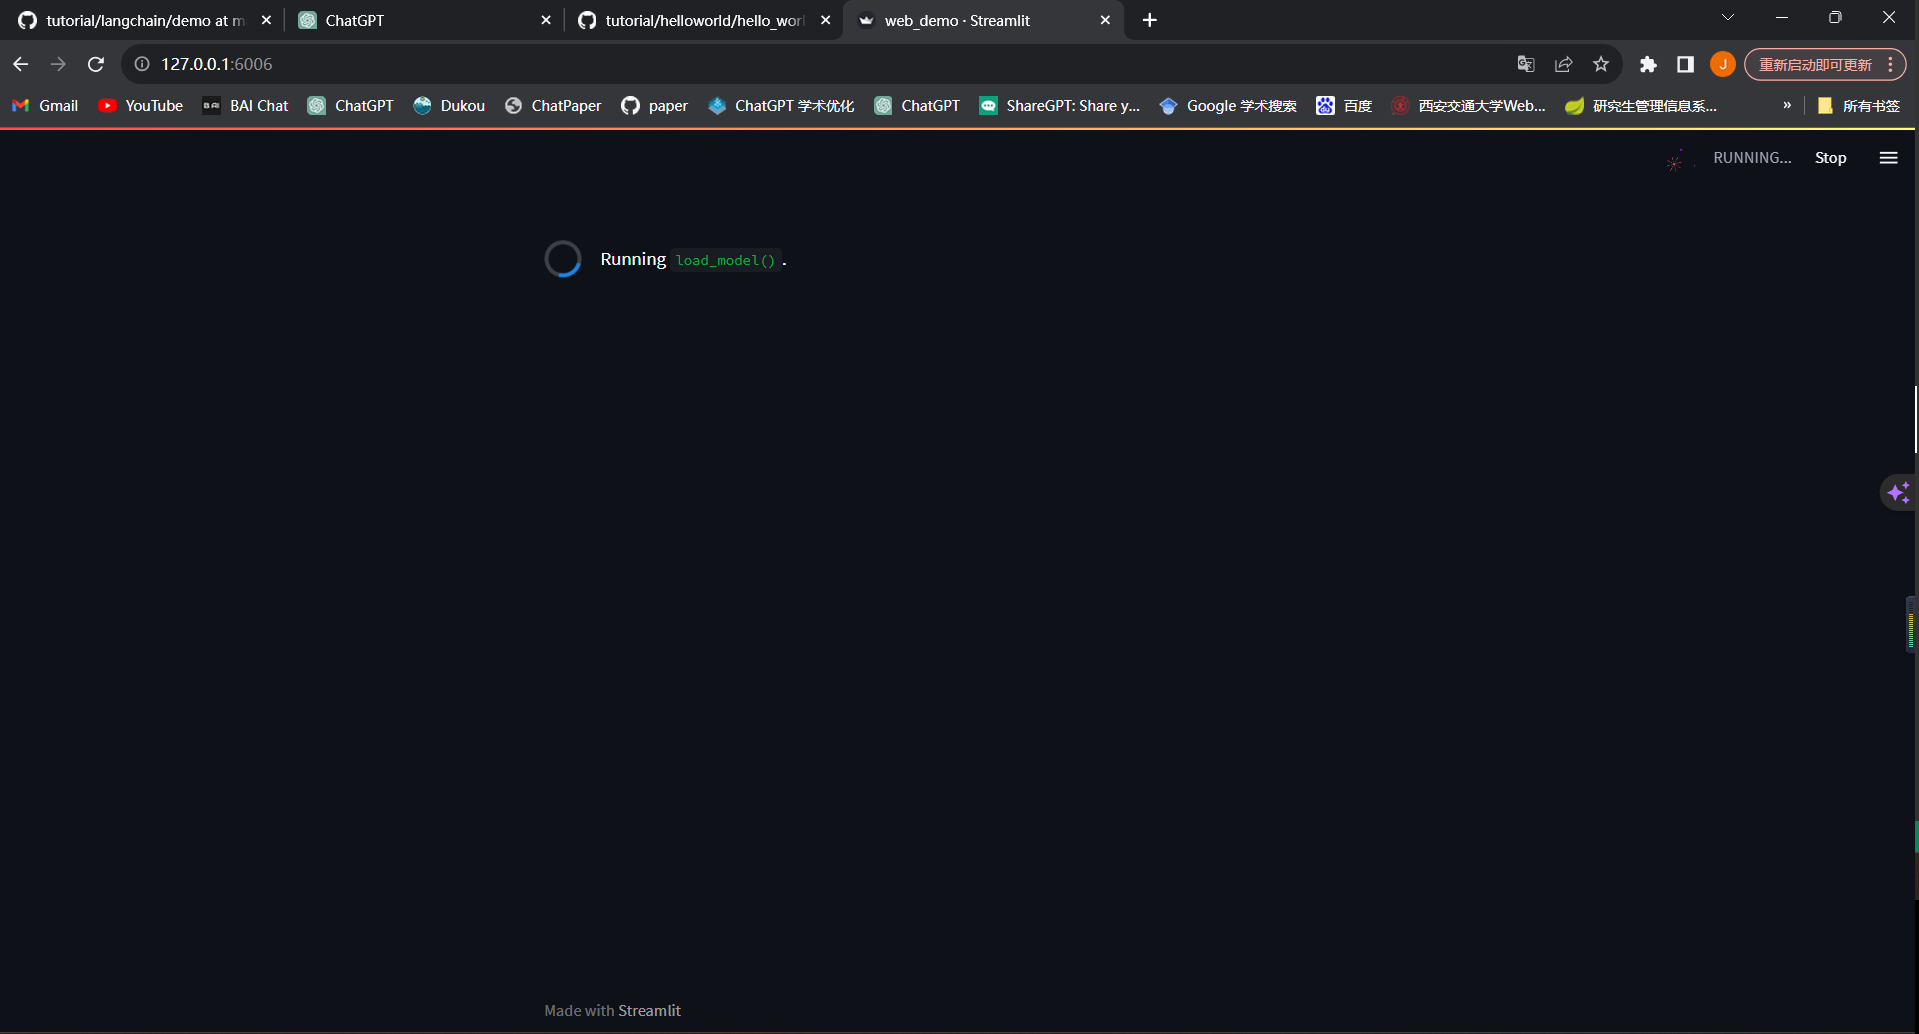 tutorial/langchain/demo at m
ChatGPT
tutorial/helloworld/hello_worl
web_demo · Streamlit
127.0.0.1:6006
J
重新启动即可更新
Gmail
YouTube
BAI
BAI Chat
ChatGPT
Dukou
ChatPaper
paper
ChatGPT 学术优化
ChatGPT
ShareGPT: Share y...
Google 学术搜索
百度
西安交通大学Web...
研究生管理信息系...
»
所有书签
RUNNING...
Stop
Running load_model().
Made with Streamlit